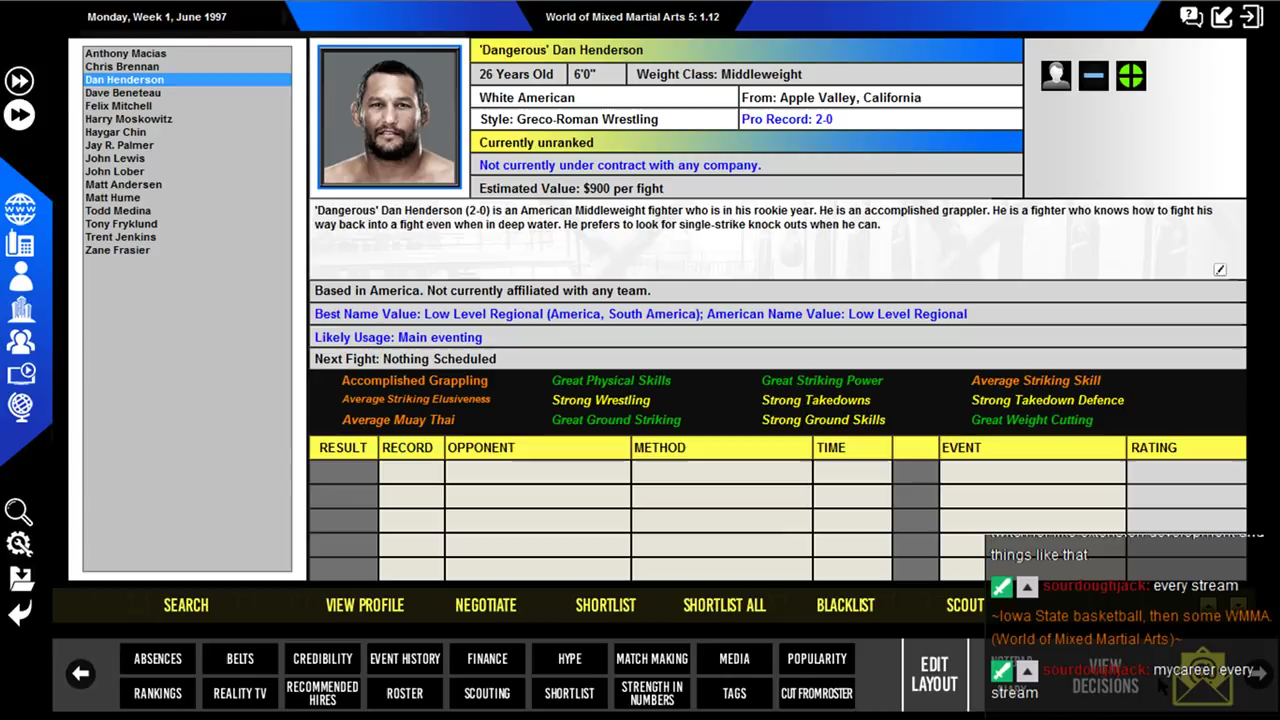 Monday, Week 1, June 1997
World of Mixed Martial Arts 5: 1.12
Anthony Macias
Chris Brennan
Dan Henderson
Dave Beneteau
Felix Mitchell
Harry Moskowitz
Haygar Chin
Jay R. Palmer
John Lewis
John Lober
Matt Andersen
Matt Hume
Todd Medina
Tony Fryklund
Trent Jenkins
Zane Frasier
'Dangerous' Dan Henderson
26 Years Old
6'0"
Weight Class: Middleweight
White American
From: Apple Valley, California
Style: Greco-Roman Wrestling
Pro Record: 2-0
Currently unranked
Not currently under contract with any company.
Estimated Value: $900 per fight
'Dangerous' Dan Henderson (2-0) is an American Middleweight fighter who is in his rookie year. He is an accomplished grappler. He is a fighter who knows how to fight his
way back into a fight even when in deep water. He prefers to look for single-strike knock outs when he can.
Based in America. Not currently affiliated with any team.
Best Name Value: Low Level Regional (America, South America); American Name Value: Low Level Regional
Likely Usage: Main eventing
Next Fight: Nothing Scheduled
Accomplished Grappling
Great Physical Skills
Great Striking Power
Average Striking Skill
Average Striking Elusiveness
Strong Wrestling
Strong Takedowns
Strong Takedown Defence
Average Muay Thai
Great Ground Striking
Strong Ground Skills
Great Weight Cutting
RESULT RECORD OPPONENT METHOD TIME EVENT RATING
things like that
sourdoughjack: every stream
~Iowa State basketball, then some WMMA.
(World of Mixed Martial Arts)~
sourdoughjack: mycareer every
stream
SEARCH VIEW PROFILE NEGOTIATE SHORTLIST SHORTLIST ALL BLACKLIST SCOUT
ABSENCES BELTS CREDIBILITY EVENT HISTORY FINANCE HYPE MATCH MAKING MEDIA POPULARITY
RANKINGS REALITY TV RECOMMENDED HIRES ROSTER SCOUTING SHORTLIST STRENGTH IN NUMBERS TAGS CUT FROM ROSTER
EDIT
LAYOUT
VIEW
DECISIONS
WWW